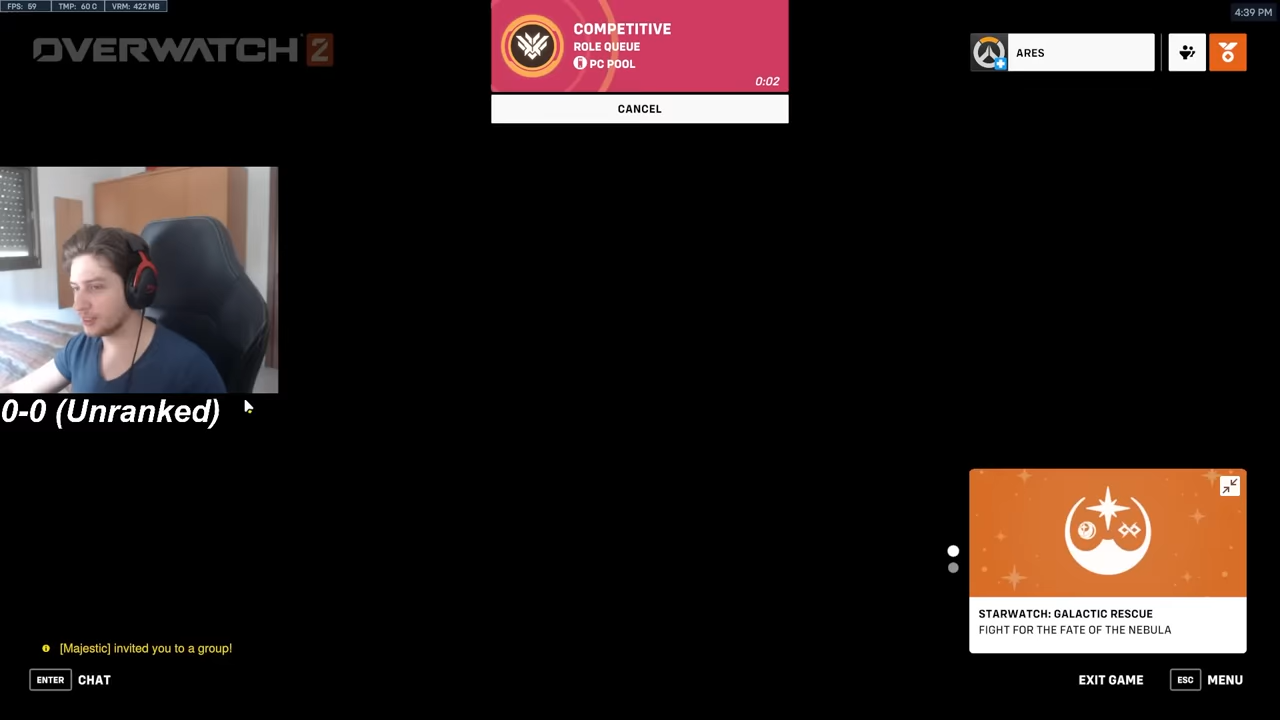 FPS: 59 TMP: 60 C VRM: 422 MB
OVERWATCH 2
COMPETITIVE
ROLE QUEUE
PC POOL
0:02
CANCEL
4:39 PM
ARES
0-0 (Unranked)
STARWATCH: GALACTIC RESCUE
FIGHT FOR THE FATE OF THE NEBULA
[Majestic] invited you to a group!
ENTER CHAT
EXIT GAME ESC MENU